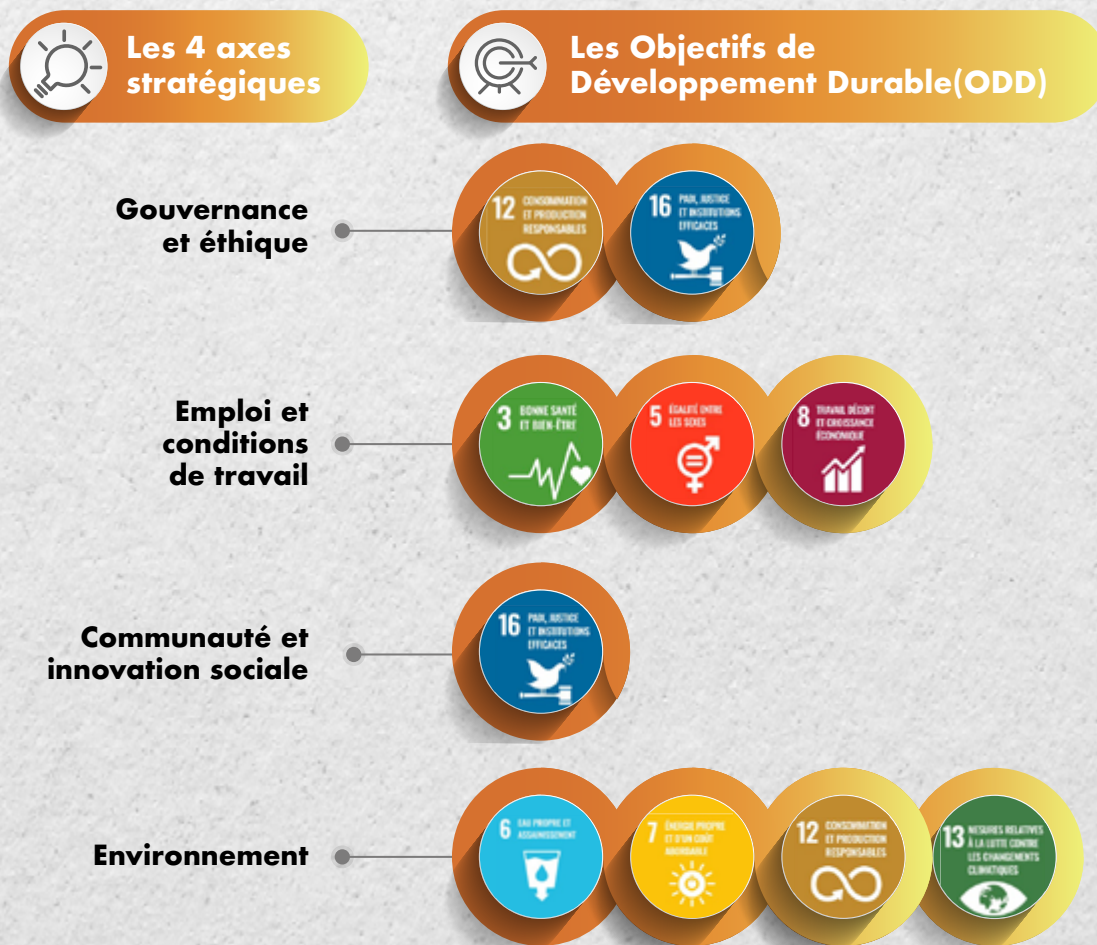 Les 4 axes
stratégiques
Les Objectifs de
Développement Durable(ODD)
Gouvernance
et éthique
12 CONSOMMATION
ET PRODUCTION
RESPONSABLES
16 PAIX, JUSTICE
ET INSTITUTIONS
EFFICACES
Emploi et
conditions
de travail
3 BONNE SANTÉ
ET BIEN-ÊTRE
5 ÉGALITÉ ENTRE
LES SEXES
8 TRAVAIL DÉCENT
ET CROISSANCE
ÉCONOMIQUE
Communauté et
innovation sociale
16 PAIX, JUSTICE
ET INSTITUTIONS
EFFICACES
Environnement
6 EAU PROPRE ET
ASSAINISSEMENT
7 ÉNERGIE PROPRE
ET D'UN COÛT
ABORDABLE
12 CONSOMMATION
ET PRODUCTION
RESPONSABLES
13 MESURES RELATIVES
À LA LUTTE CONTRE
LES CHANGEMENTS
CLIMATIQUES